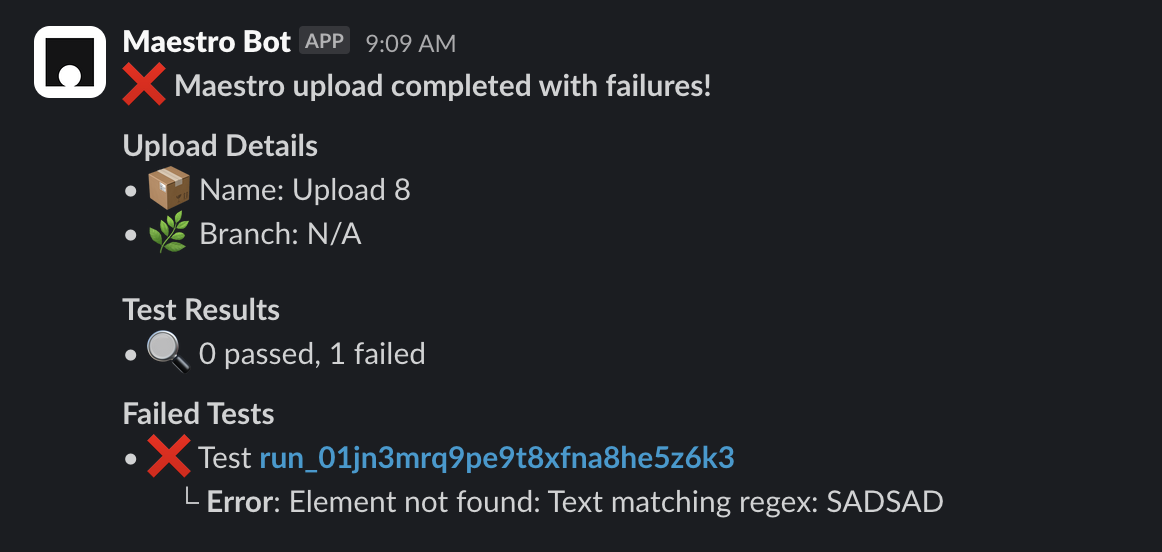 Maestro Bot APP 9:09 AM
❌ Maestro upload completed with failures!
Upload Details
• 📦 Name: Upload 8
• 🌿 Branch: N/A
Test Results
• 🔍 0 passed, 1 failed
Failed Tests
• ❌ Test run_01jn3mrq9pe9t8xfna8he5z6k3
└ Error: Element not found: Text matching regex: SADSAD